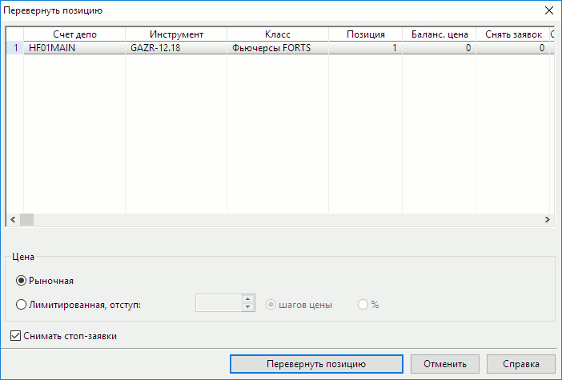 Перевернуть позицию
Счет депо Инструмент Класс Позиция Баланс. цена Снять заявок
1 HF01MAIN GAZR-12.18 Фьючерсы FORTS 1 0 0
Цена
Рыночная
Лимитированная, отступ: шагов цены %
Снимать стоп-заявки
Перевернуть позицию Отменить Справка